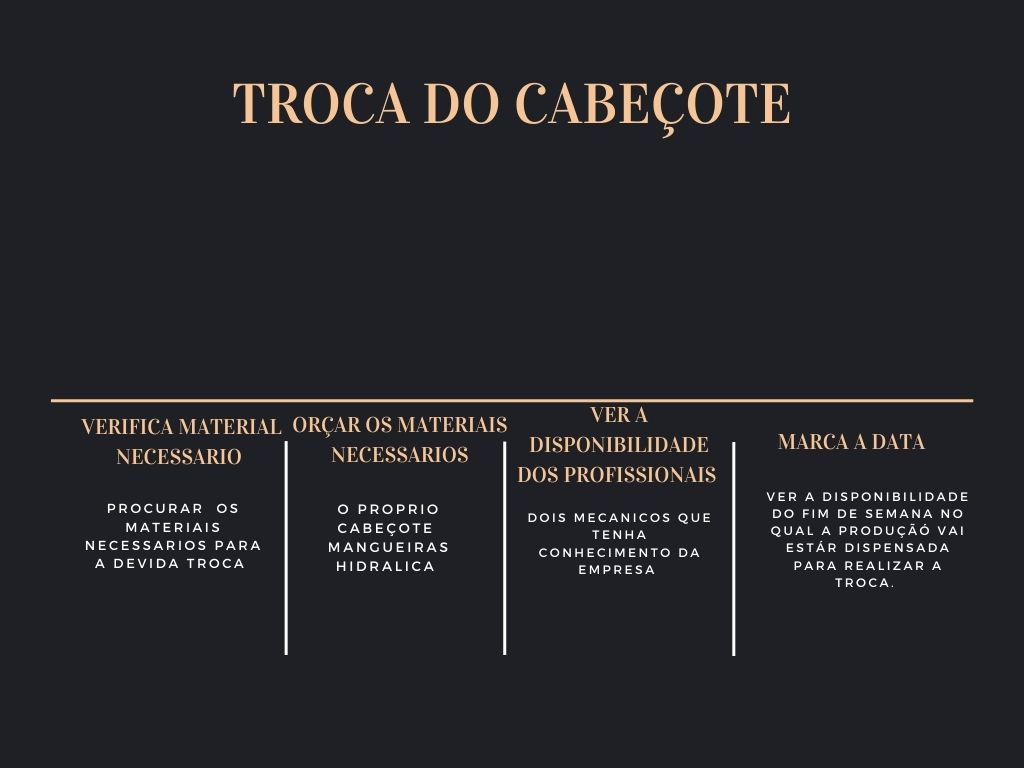 TROCA DO CABEÇOTE
VERIFICA MATERIAL
NECESSARIO
PROCURAR OS
MATERIAIS
NECESSARIOS PARA
A DEVIDA TROCA
ORÇAR OS MATERIAIS
NECESSARIOS
O PROPRIO
CABEÇOTE
MANGUEIRAS
HIDRALICA
VER A
DISPONIBILIDADE
DOS PROFISSIONAIS
DOIS MECANICOS QUE
TENHA
CONHECIMENTO DA
EMPRESA
MARCA A DATA
VER A DISPONIBILIDADE
DO FIM DE SEMANA NO
QUAL A PRODUÇÃÓ VAI
ESTÁR DISPENSADA
PARA REALIZAR A
TROCA.